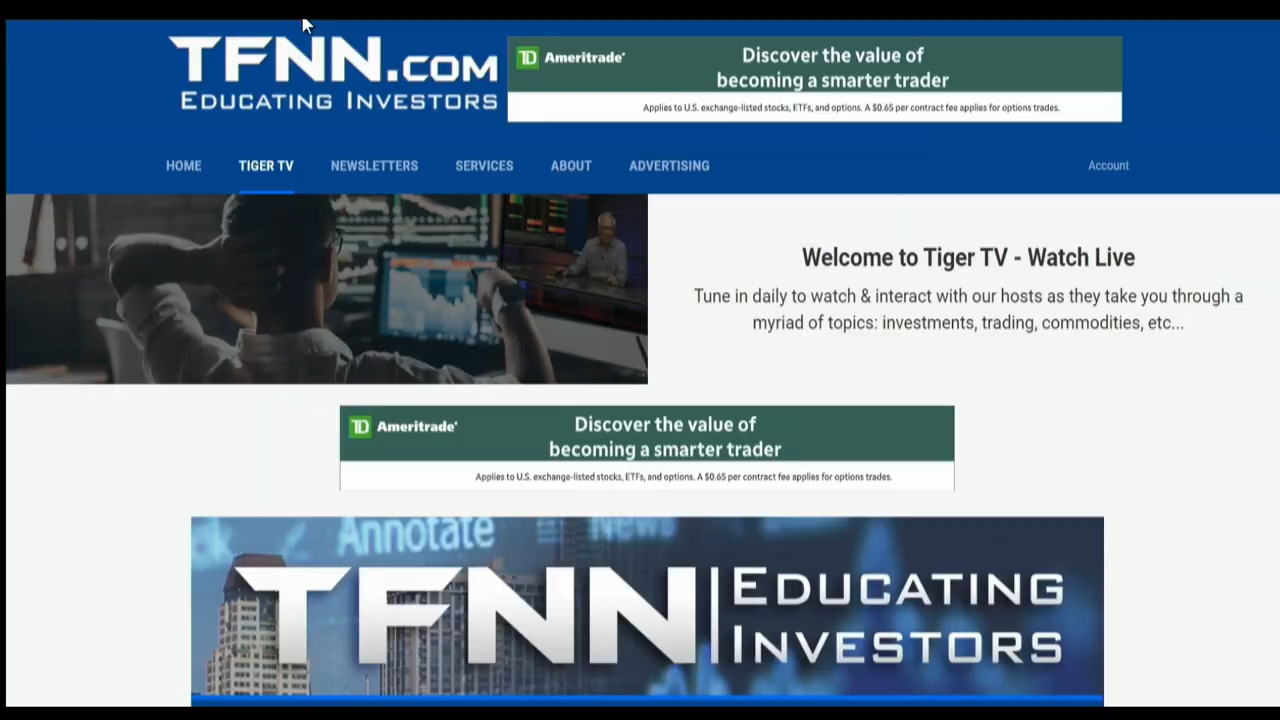 TFNN.COM
EDUCATING INVESTORS
TD Ameritrade
Discover the value of
becoming a smarter trader
Applies to U.S. exchange-listed stocks, ETFs, and options. A $0.65 per contract fee applies for options trades.
HOME TIGER TV NEWSLETTERS SERVICES ABOUT ADVERTISING Account
Welcome to Tiger TV - Watch Live
Tune in daily to watch & interact with our hosts as they take you through a
myriad of topics: investments, trading, commodities, etc...
TD Ameritrade
Discover the value of
becoming a smarter trader
Applies to U.S. exchange-listed stocks, ETFs, and options. A $0.65 per contract fee applies for options trades.
ck Annotate News
TFNN EDUCATING
INVESTORS